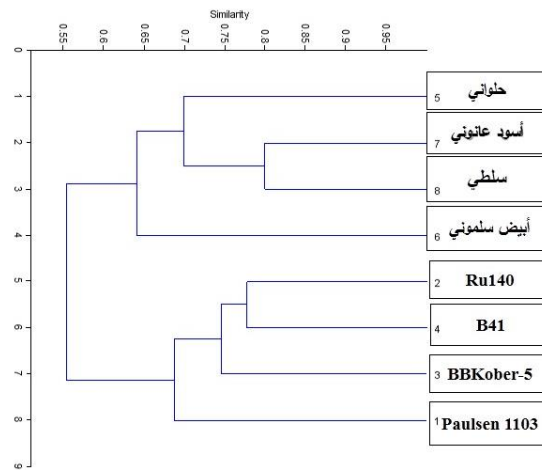 Similarity
0.55 0.6 0.65 0.7 0.75 0.8 0.85 0.9 0.95
0
1
2
3
4
5
6
7
8
9
5 حلواني
7 أسود عانوني
8 سلطي
6 أبيض سلموني
2 Ru140
4 B41
3 BBKober-5
1 Paulsen 1103